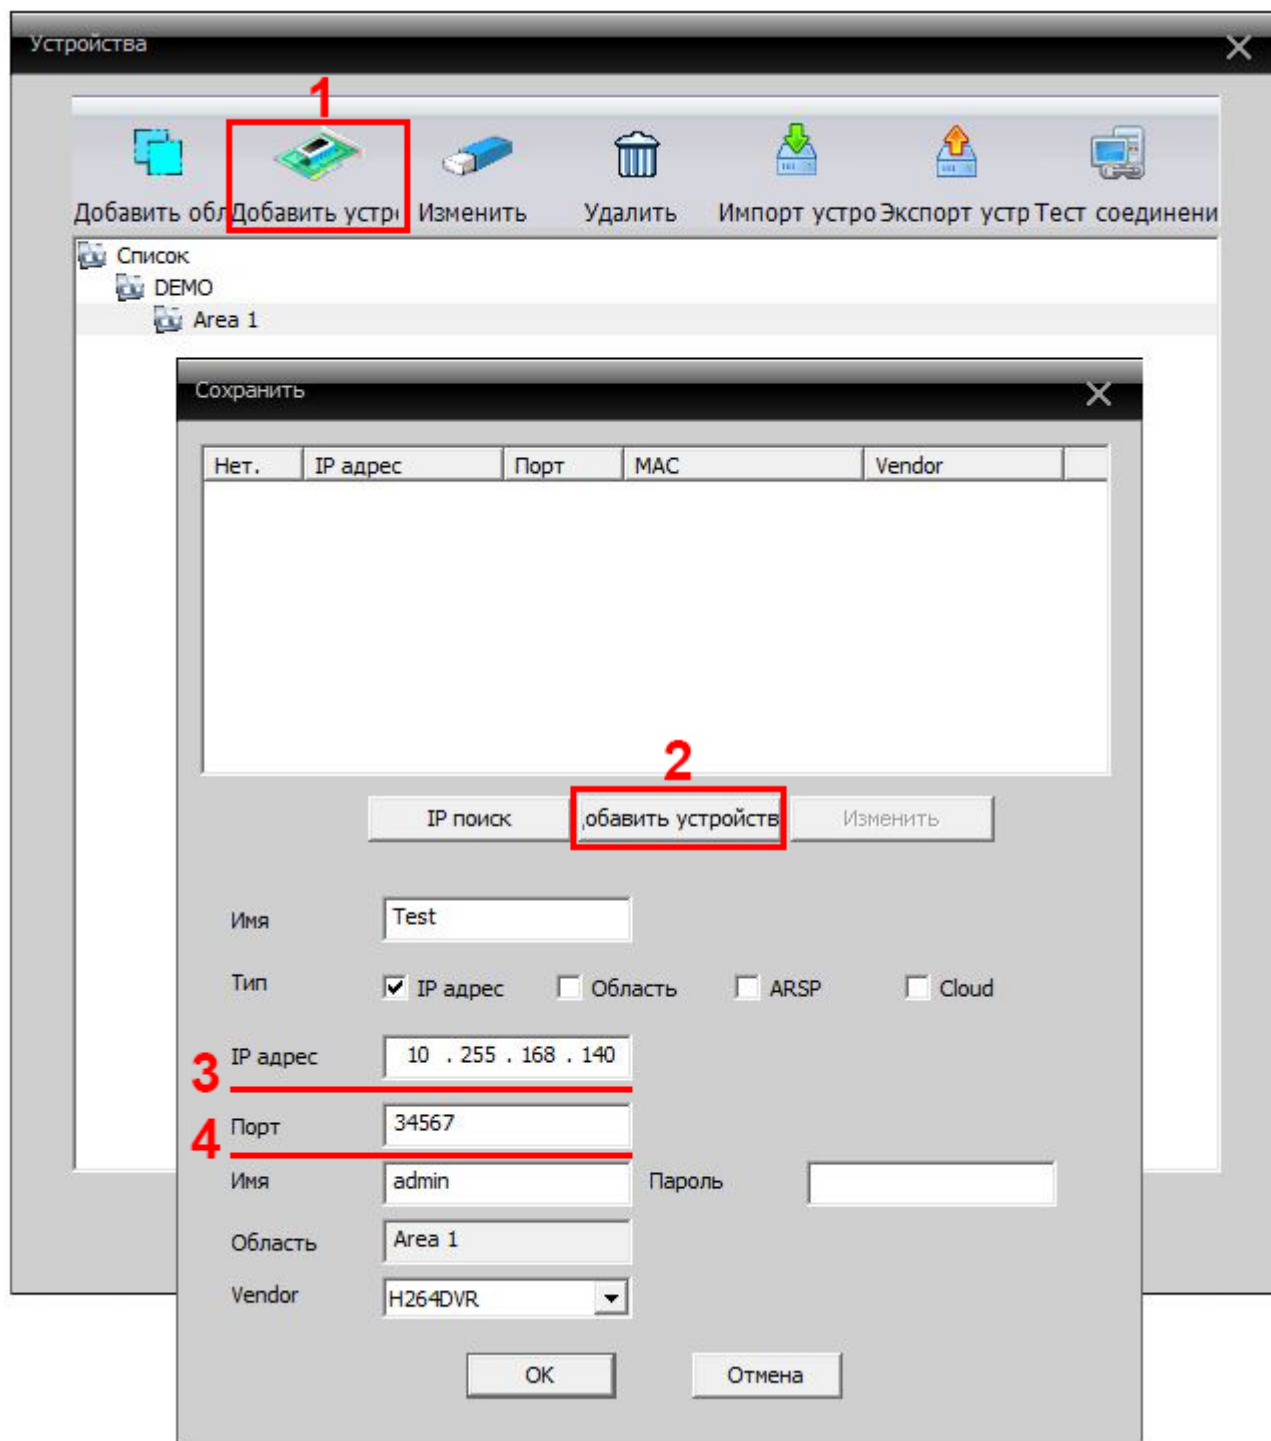 Устройства
1
Добавить обл Добавить устр Изменить Удалить Импорт устро Экспорт устр Тест соединени
Список
DEMO
Area 1
Сохранить
Нет. IP адрес Порт MAC Vendor
2
IP поиск обавить устройств Изменить
Имя Test
Тип IP адрес Область ARSP Cloud
IP адрес 10 . 255 . 168 . 140
3
Порт 34567
4
Имя admin Пароль
Область Area 1
Vendor H264DVR
OK Отмена